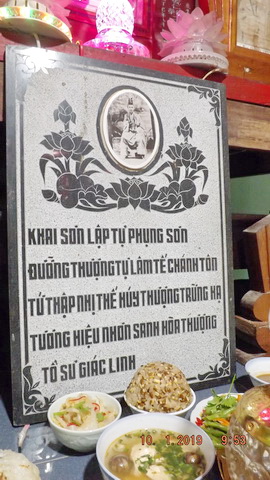 KHAI SƠN LẬP TỰ PHỤNG SƠN
ĐƯỜNG THƯỢNG TỰ LÂM TẾ CHÁNH TÔN
TỨ THẬP NHỊ THẾ HÚY THƯỢNG TRỪNG HẠ
TƯỚNG HIỆU NHƠN SANH HÒA THƯỢNG
TỔ SƯ GIÁC LINH
10. 1. 2019 9:53